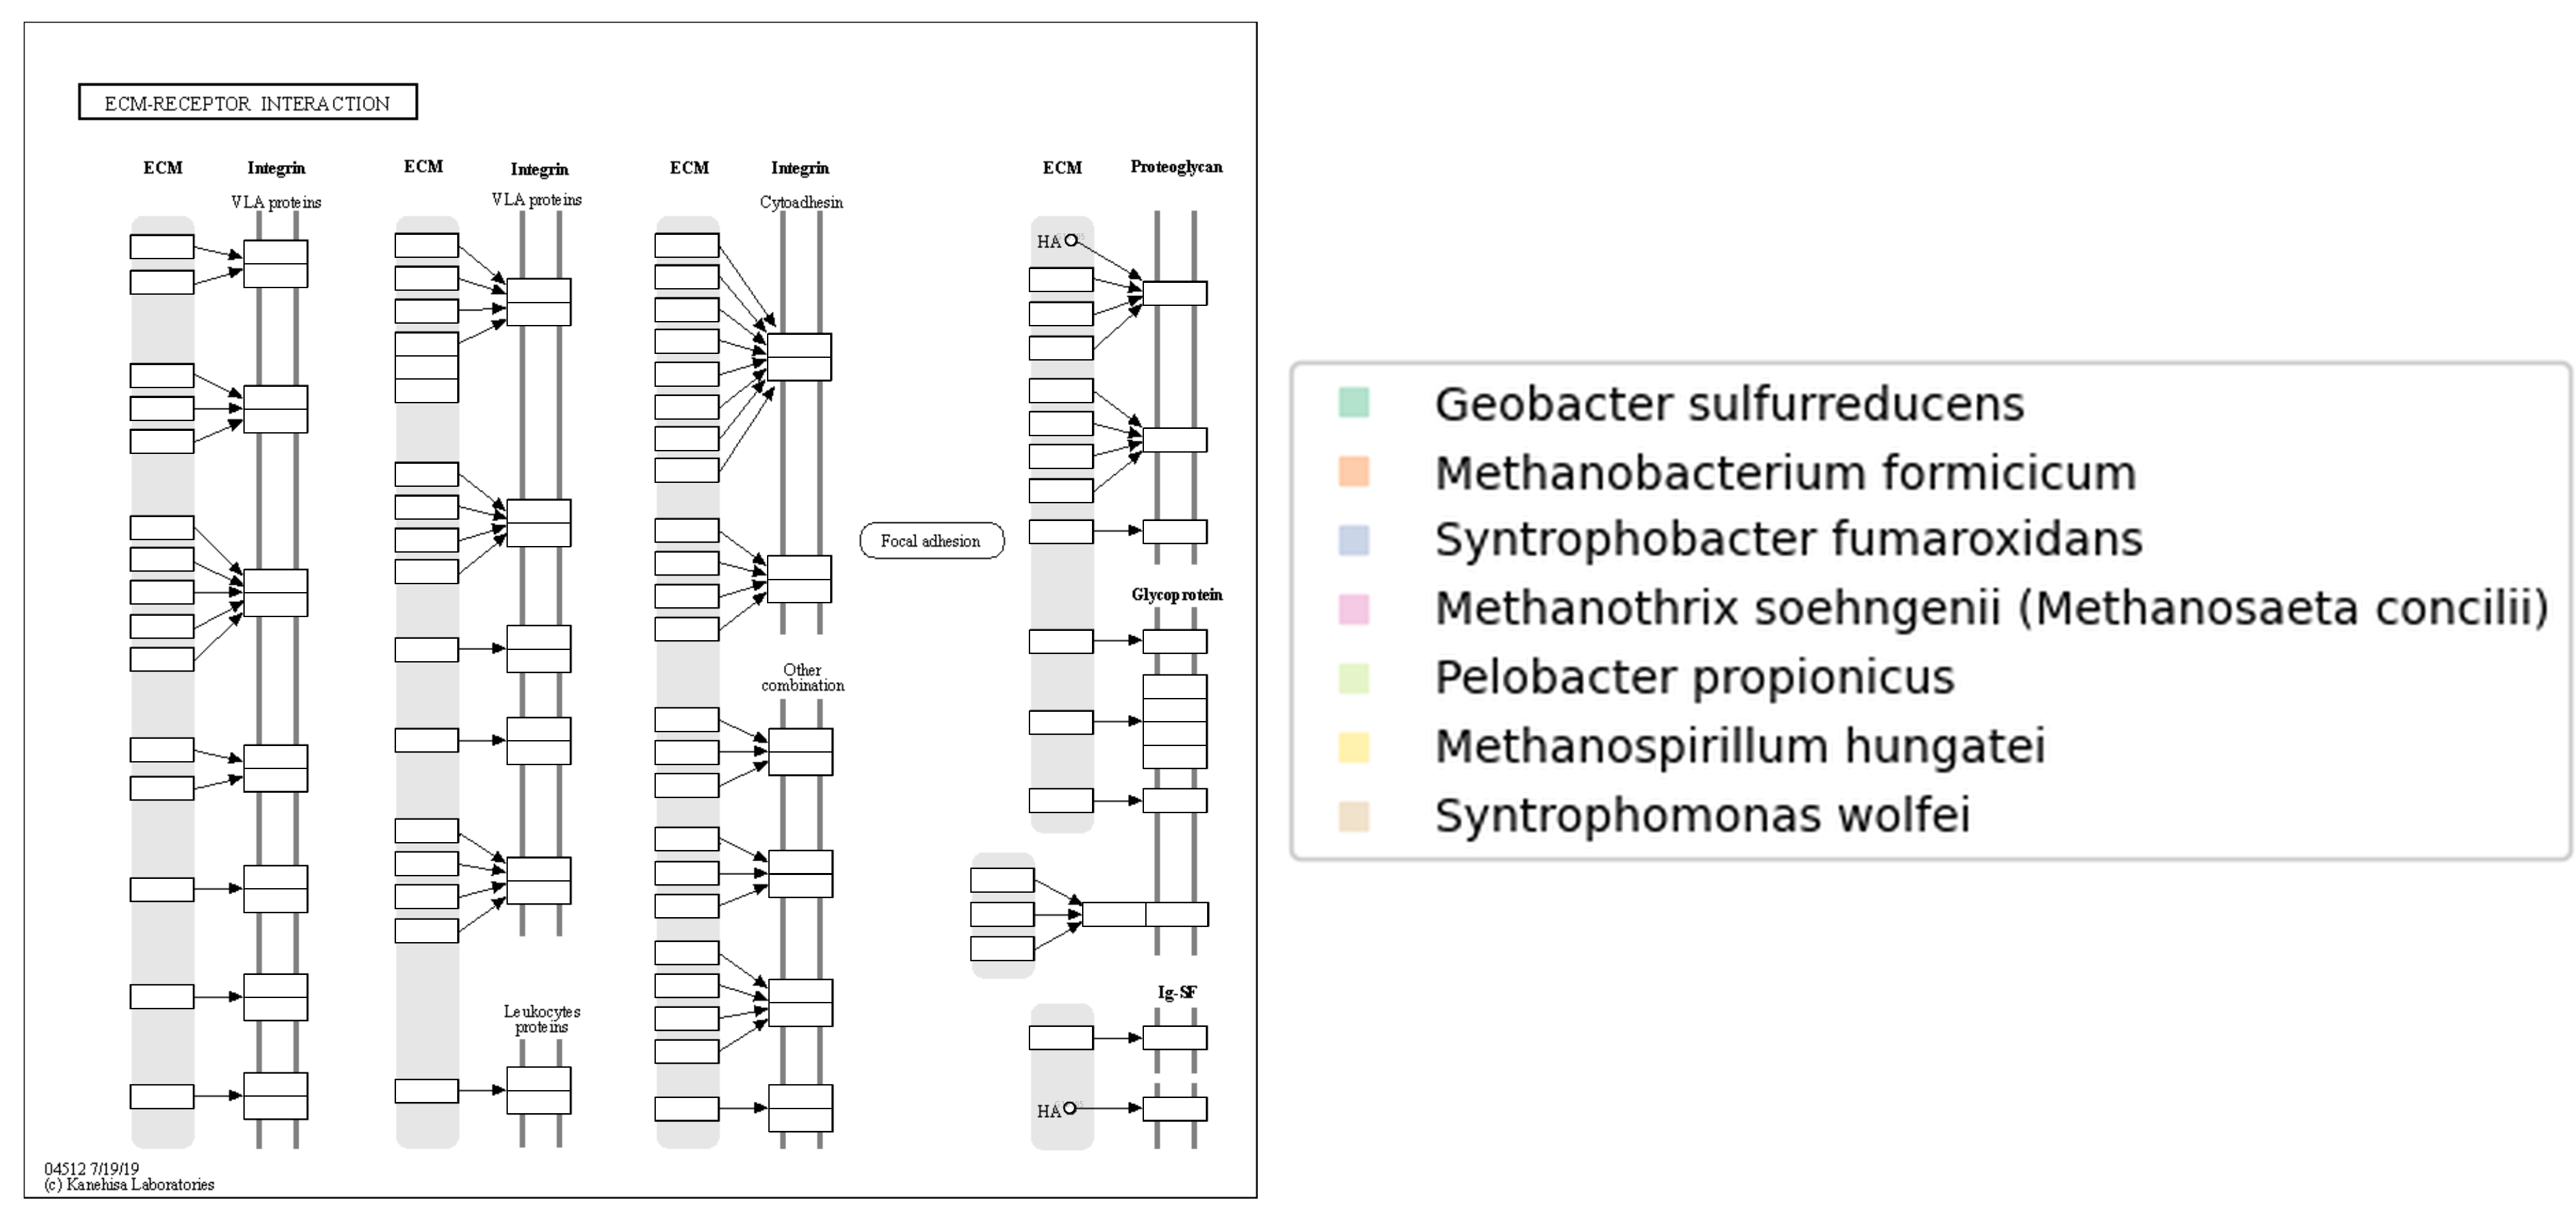 ECM-RECEPTOR INTERACTION
ECM Integrin ECM Integrin ECM Integrin ECM Proteoglycan
VLA proteins VLA proteins Cytoadhesin
HA
Focal adhesion
Glycoprotein
Other
combination
Ig-SF
Leukocytes
proteins
HA
04512 7/19/19
(c) Kanehisa Laboratories
Geobacter sulfurreducens
Methanobacterium formicicum
Syntrophobacter fumaroxidans
Methanothrix soehngenii (Methanosaeta concilii)
Pelobacter propionicus
Methanospirillum hungatei
Syntrophomonas wolfei